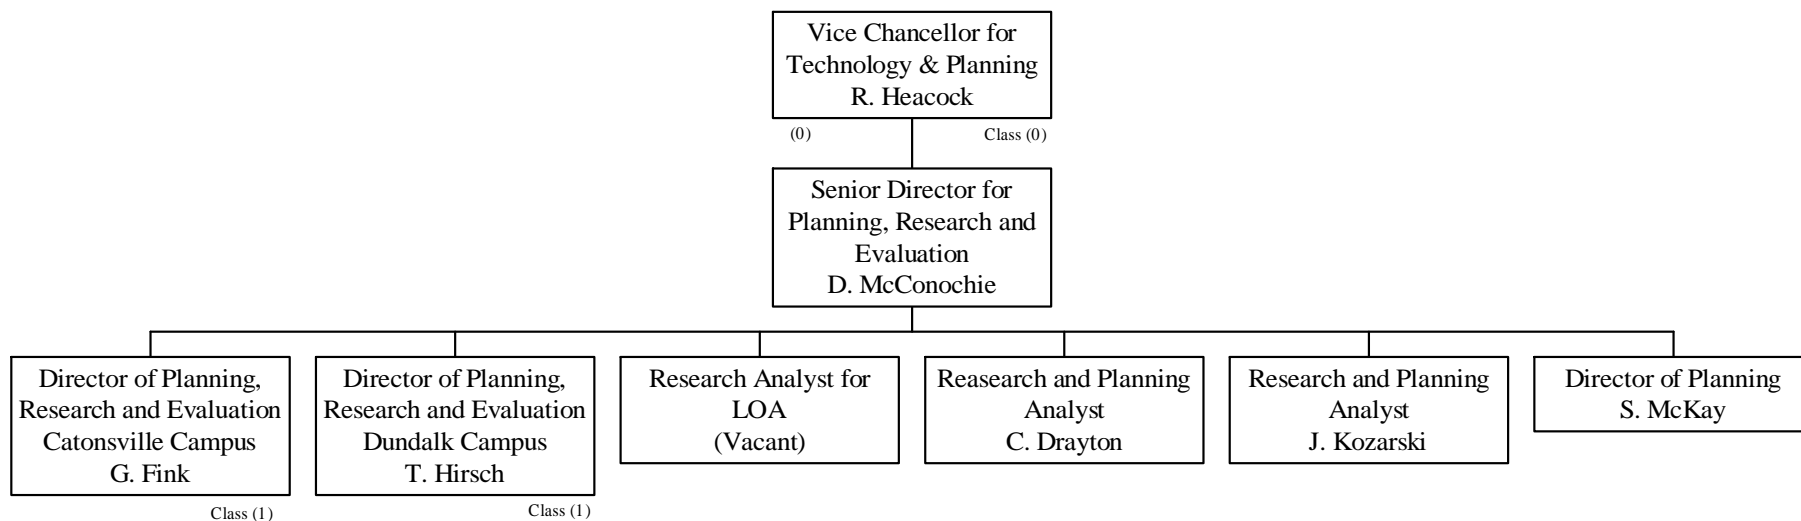 Vice Chancellor for
Technology & Planning
R. Heacock
(0)
Class (0)
Senior Director for
Planning, Research and
Evaluation
D. McConochie
Director of Planning,
Research and Evaluation
Catonsville Campus
G. Fink
Class (1)
Director of Planning,
Research and Evaluation
Dundalk Campus
T. Hirsch
Class (1)
Research Analyst for
LOA
(Vacant)
Reasearch and Planning
Analyst
C. Drayton
Research and Planning
Analyst
J. Kozarski
Director of Planning
S. McKay